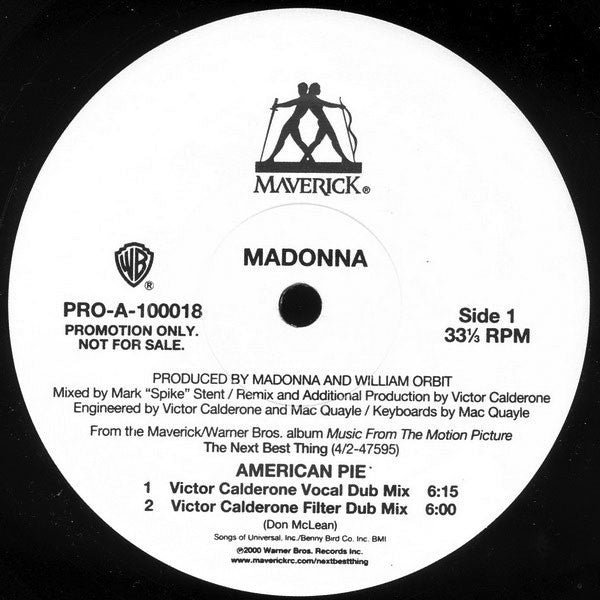 MAVERICK®
MADONNA
WB®
PRO-A-100018
PROMOTION ONLY.
NOT FOR SALE.
Side 1
33⅓ RPM
PRODUCED BY MADONNA AND WILLIAM ORBIT
Mixed by Mark "Spike" Stent / Remix and Additional Production by Victor Calderone
Engineered by Victor Calderone and Mac Quayle / Keyboards by Mac Quayle
From the Maverick/Warner Bros. album Music From The Motion Picture
The Next Best Thing (4/2-47595)
AMERICAN PIE
1 Victor Calderone Vocal Dub Mix 6:15
2 Victor Calderone Filter Dub Mix 6:00
(Don McLean)
Songs of Universal, Inc./Benny Bird Co. Inc. BMI
℗2000 Warner Bros. Records Inc.
www.maverickrc.com/nextbestthing